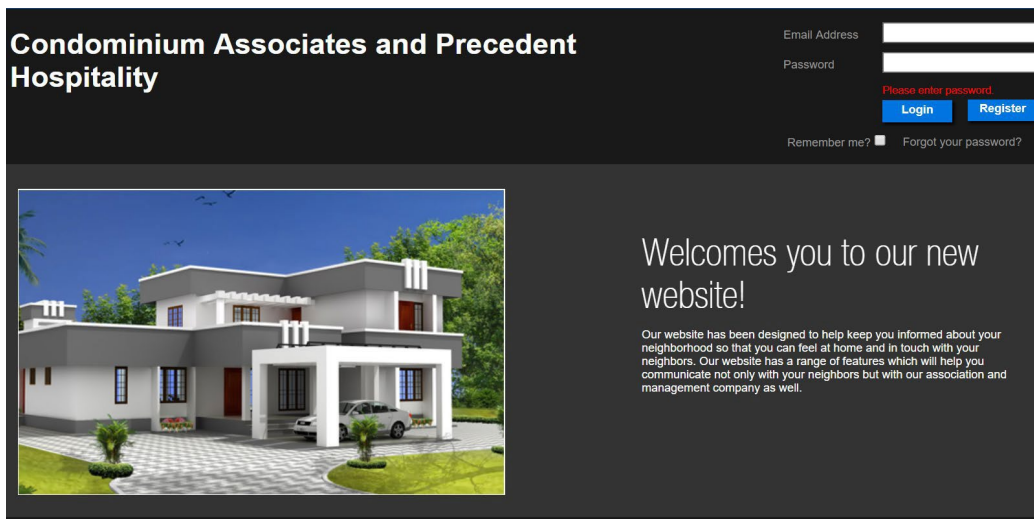 Condominium Associates and Precedent
Hospitality
Email Address
Password
Please enter password.
Login
Register
Remember me?
Forgot your password?
Welcomes you to our new
website!
Our website has been designed to help keep you informed about your
neighborhood so that you can feel at home and in touch with your
neighbors. Our website has a range of features which will help you
communicate not only with your neighbors but with our association and
management company as well.